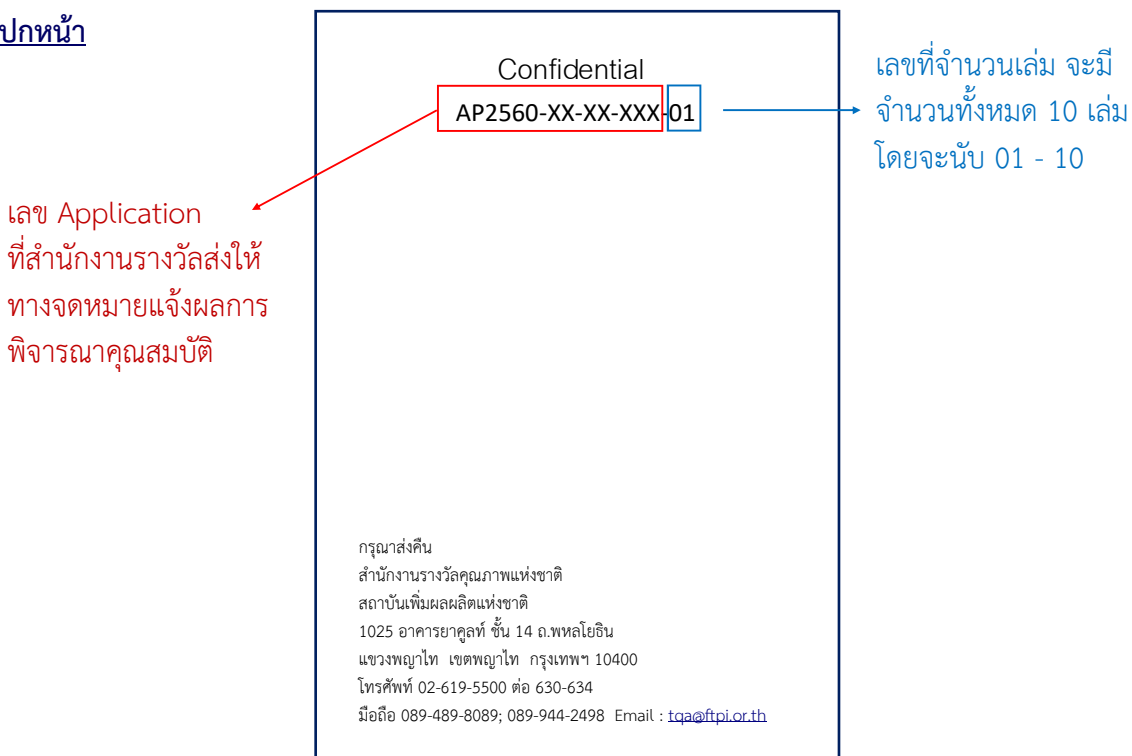 ปกหน้า
Confidential
AP2560-XX-XX-XXX-01
เลขที่จำนวนเล่ม จะมี
จำนวนทั้งหมด 10 เล่ม
โดยจะนับ 01 - 10
เลข Application
ที่สำนักงานรางวัลส่งให้
ทางจดหมายแจ้งผลการ
พิจารณาคุณสมบัติ
กรุณาส่งคืน
สำนักงานรางวัลคุณภาพแห่งชาติ
สถาบันเพิ่มผลผลิตแห่งชาติ
1025 อาคารยาคูลท์ ชั้น 14 ถ.พหลโยธิน
แขวงพญาไท เขตพญาไท กรุงเทพฯ 10400
โทรศัพท์ 02-619-5500 ต่อ 630-634
มือถือ 089-489-8089; 089-944-2498 Email : tqa@ftpi.or.th